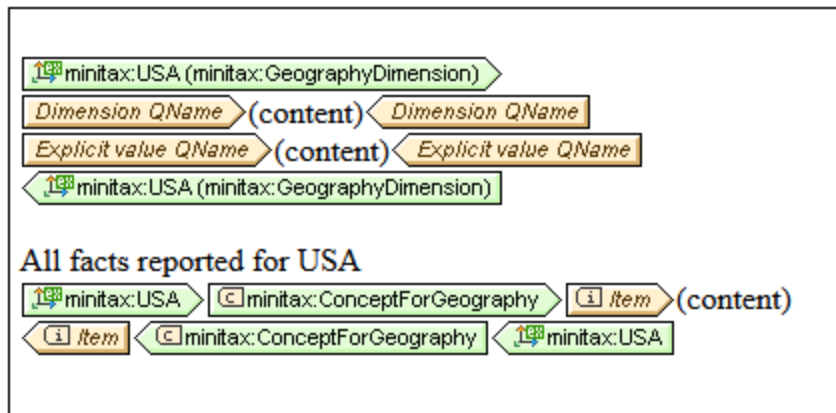 minitax:USA (minitax:GeographyDimension)
Dimension QName (content) Dimension QName
Explicit value QName (content) Explicit value QName
minitax:USA (minitax:GeographyDimension)
All facts reported for USA
minitax:USA C minitax:ConceptForGeography i Item (content)
i Item C minitax:ConceptForGeography minitax:USA